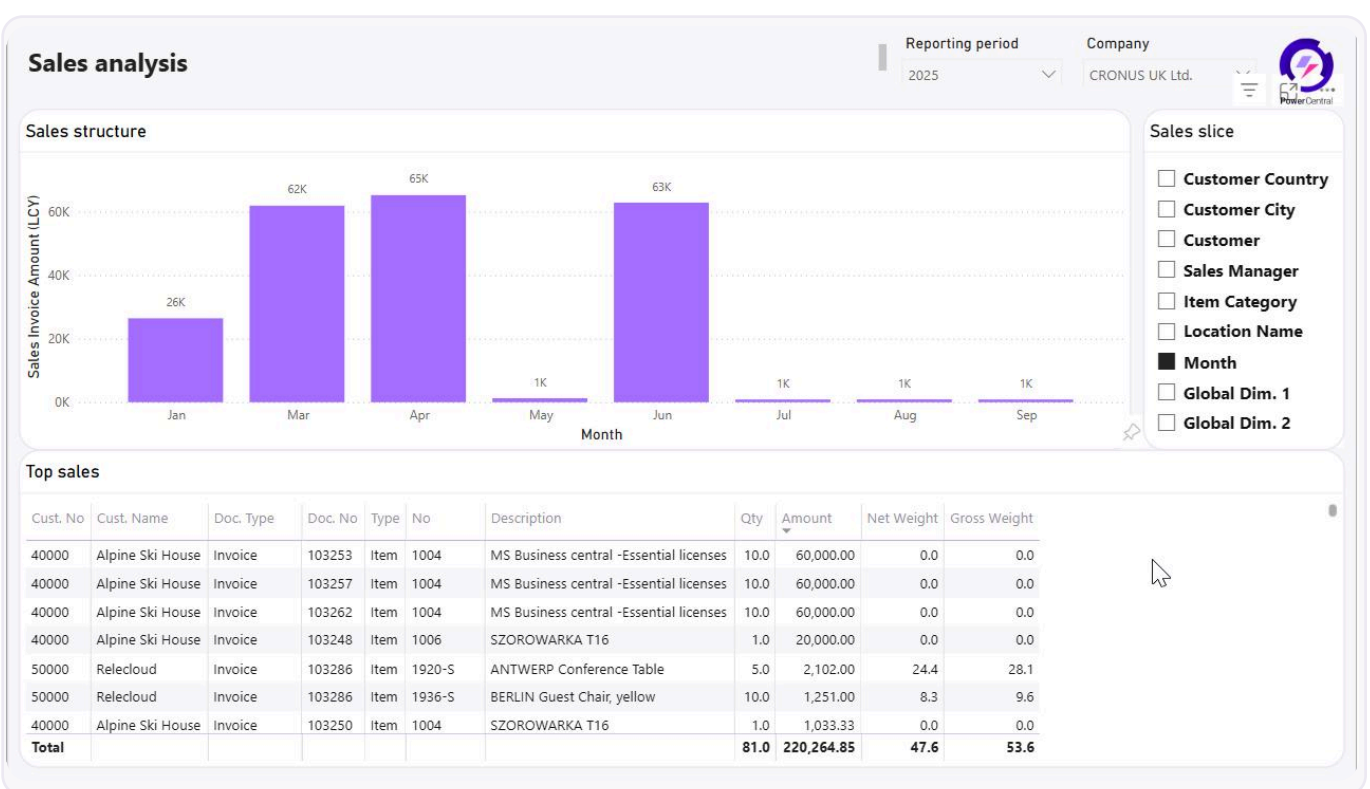 Sales analysis
Reporting period
Company
2025
CRONUS UK Ltd.
PowerCentral
Sales structure
Sales slice
Sales Invoice Amount (LCY)
60K
40K
20K
0K
26K
62K
65K
1K
63K
1K
1K
1K
Jan Mar Apr May Jun Jul Aug Sep
Month
Customer Country
Customer City
Customer
Sales Manager
Item Category
Location Name
Month
Global Dim. 1
Global Dim. 2
Top sales
Cust. No Cust. Name Doc. Type Doc. No Type No Description Qty Amount Net Weight Gross Weight
40000 Alpine Ski House Invoice 103253 Item 1004 MS Business central -Essential licenses 10.0 60,000.00 0.0 0.0
40000 Alpine Ski House Invoice 103257 Item 1004 MS Business central -Essential licenses 10.0 60,000.00 0.0 0.0
40000 Alpine Ski House Invoice 103262 Item 1004 MS Business central -Essential licenses 10.0 60,000.00 0.0 0.0
40000 Alpine Ski House Invoice 103248 Item 1006 SZOROWARKA T16 1.0 20,000.00 0.0 0.0
50000 Relecloud Invoice 103286 Item 1920-S ANTWERP Conference Table 5.0 2,102.00 24.4 28.1
50000 Relecloud Invoice 103286 Item 1936-S BERLIN Guest Chair, yellow 10.0 1,251.00 8.3 9.6
40000 Alpine Ski House Invoice 103250 Item 1004 SZOROWARKA T16 1.0 1,033.33 0.0 0.0
Total 81.0 220,264.85 47.6 53.6